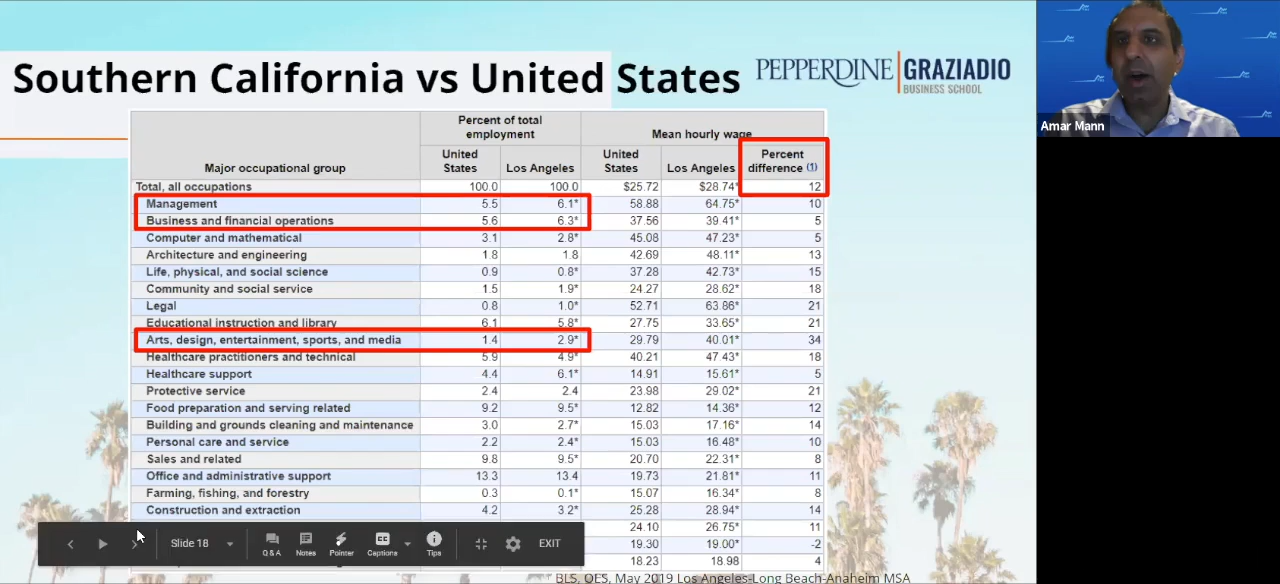 Southern California vs United States
PEPPERDINE GRAZIADIO
BUSINESS SCHOOL
Amar Mann
Percent of total employment Mean hourly wage
Major occupational group United States Los Angeles United States Los Angeles Percent difference (1)
Total, all occupations 100.0 100.0 $25.72 $28.74* 12
Management 5.5 6.1* 58.88 64.75* 10
Business and financial operations 5.6 6.3* 37.56 39.41* 5
Computer and mathematical 3.1 2.8* 45.08 47.23* 5
Architecture and engineering 1.8 1.8 42.69 48.11* 13
Life, physical, and social science 0.9 0.8* 37.28 42.73* 15
Community and social service 1.5 1.9* 24.27 28.62* 18
Legal 0.8 1.0* 52.71 63.86* 21
Educational instruction and library 6.1 5.8* 27.75 33.65* 21
Arts, design, entertainment, sports, and media 1.4 2.9* 29.79 40.01* 34
Healthcare practitioners and technical 5.9 4.9* 40.21 47.43* 18
Healthcare support 4.4 6.1* 14.91 15.61* 5
Protective service 2.4 2.4 23.98 29.02* 21
Food preparation and serving related 9.2 9.5* 12.82 14.36* 12
Building and grounds cleaning and maintenance 3.0 2.7* 15.03 17.16* 14
Personal care and service 2.2 2.4* 15.03 16.48* 10
Sales and related 9.8 9.5* 20.70 22.31* 8
Office and administrative support 13.3 13.4 19.73 21.81* 11
Farming, fishing, and forestry 0.3 0.1* 15.07 16.34* 8
Construction and extraction 4.2 3.2* 25.28 28.94* 14
24.10 26.75* 11
19.30 19.00* -2
18.23 18.98 4
Slide 18 Q & A Notes Pointer Captions Tips EXIT
BLS, OES, May 2019 Los Angeles-Long Beach-Anaheim MSA